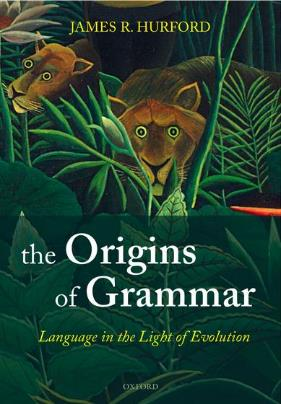 JAMES R. HURFORD
the Origins
of Grammar
Language in the Light of Evolution
OXFORD